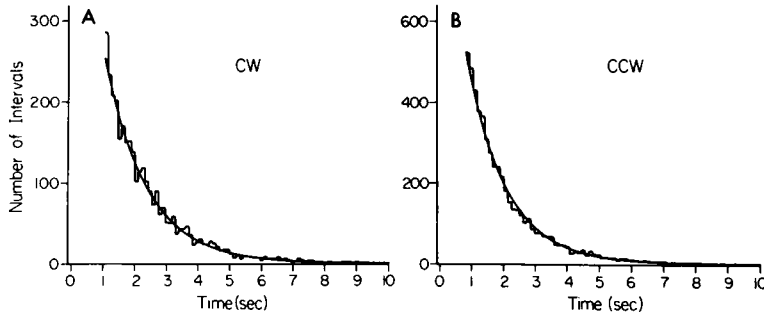 A
CW
300
200
100
0
Number of Intervals
0 1 2 3 4 5 6 7 8 9 10
Time(sec)
B
CCW
600
400
200
0
0 1 2 3 4 5 6 7 8 9 10
Time (sec)